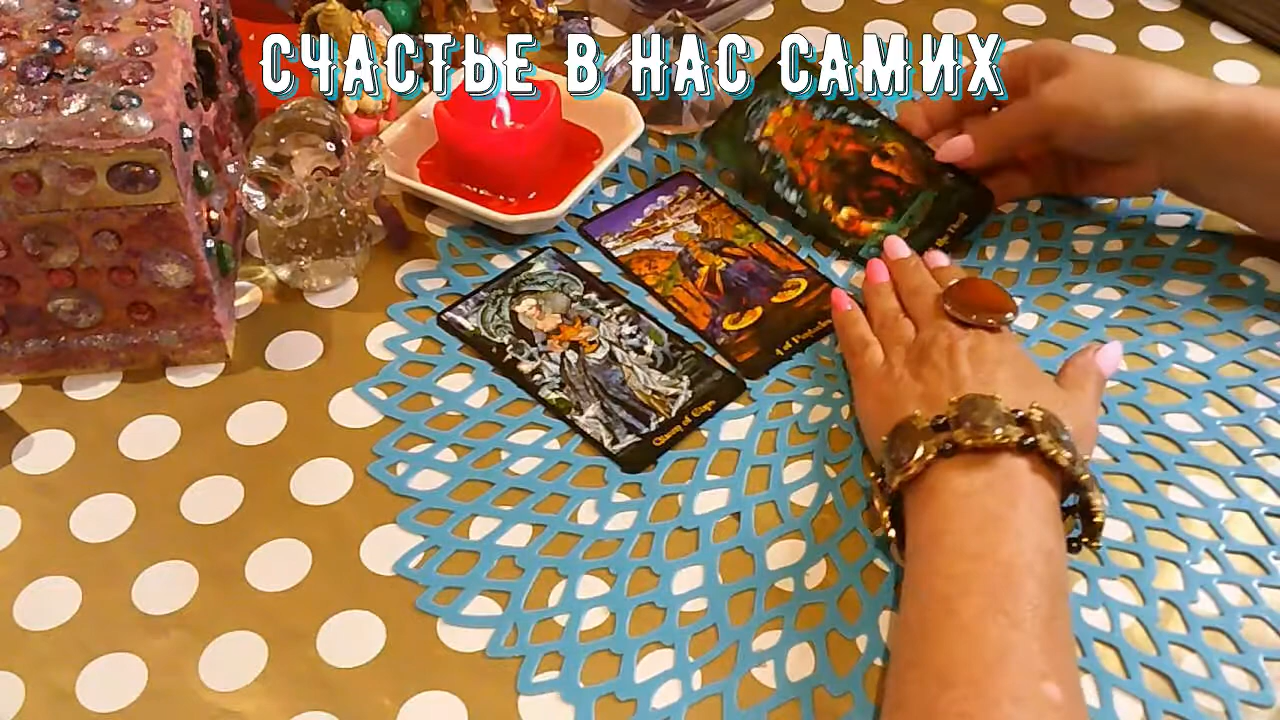 СЧАСТЬЕ В НАС САМИХ
Queen of Cups
4 of Pentacles